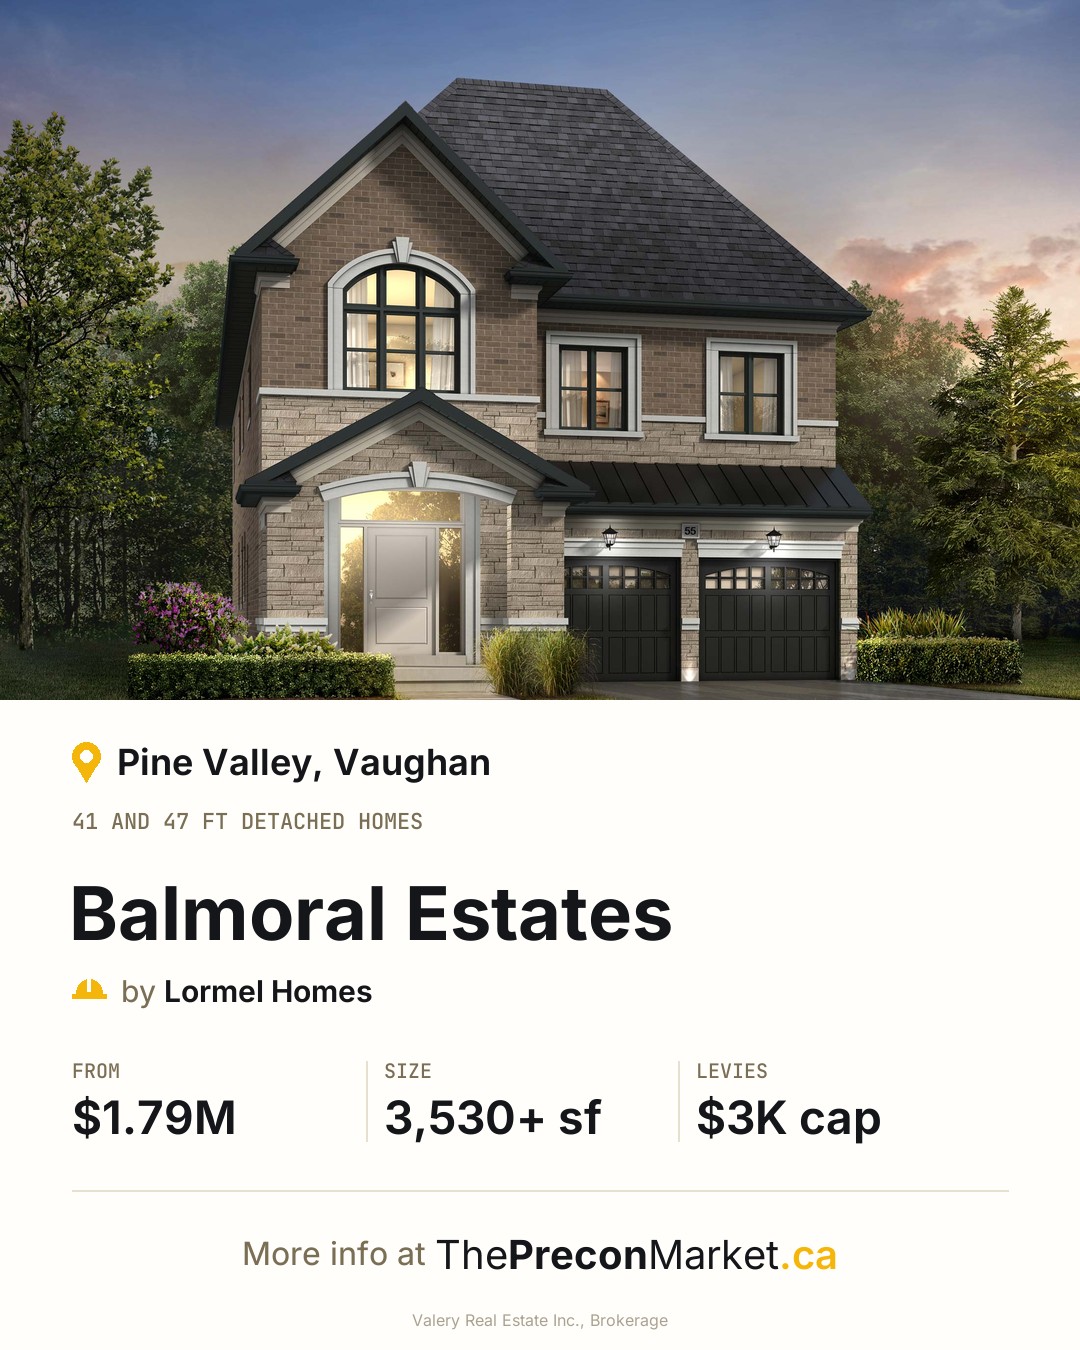 55
Pine Valley, Vaughan
41 AND 47 FT DETACHED HOMES
Balmoral Estates
by Lormel Homes
FROM
$1.79M
SIZE
3,530+ sf
LEVIES
$3K cap
More info at ThePreconMarket.ca
Valery Real Estate Inc., Brokerage